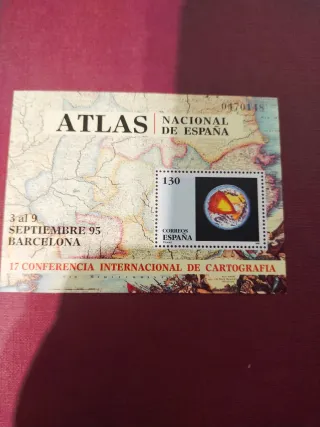 0470148
ATLAS
NACIONAL
DE ESPAÑA
130
CORREOS
ESPAÑA
3 al 9
SEPTIEMBRE 95
BARCELONA
17 CONFERENCIA INTERNACIONAL DE CARTOGRAFIA